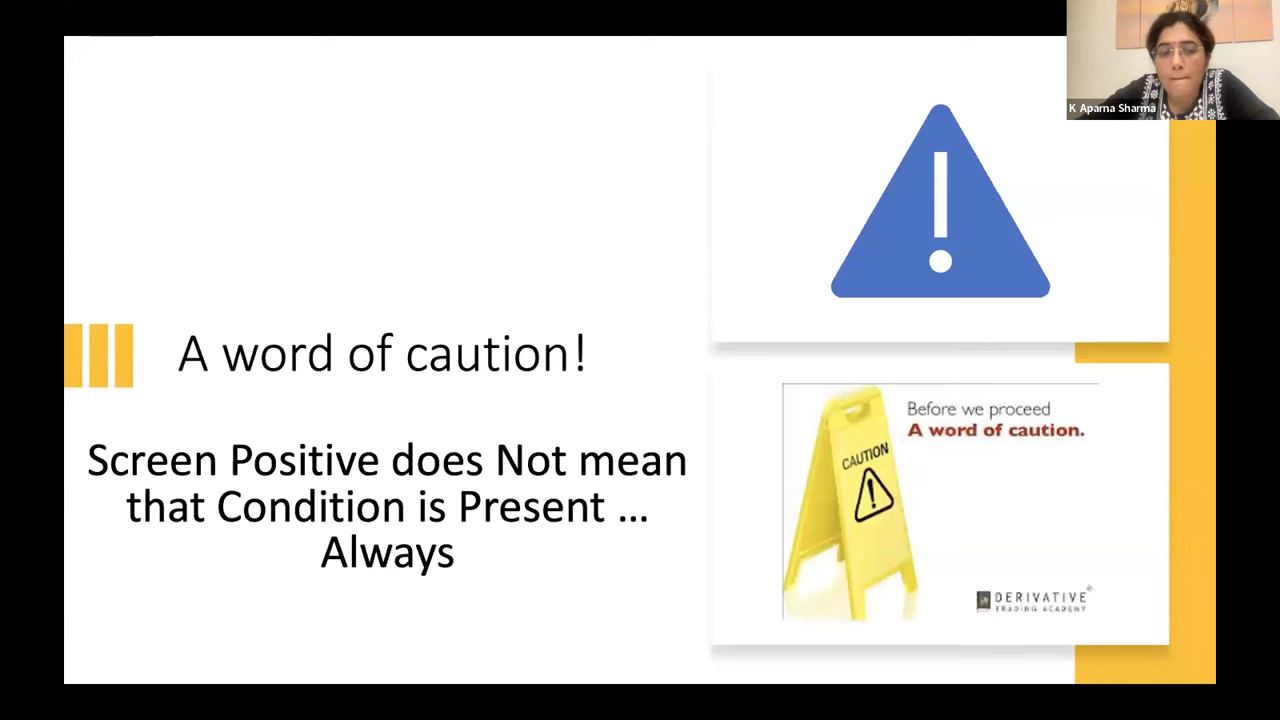 K Aparna Sharma
A word of caution!
Screen Positive does Not mean
that Condition is Present ...
Always
Before we proceed
A word of caution.
CAUTION
DERIVATIVE
TRADING ACADEMY